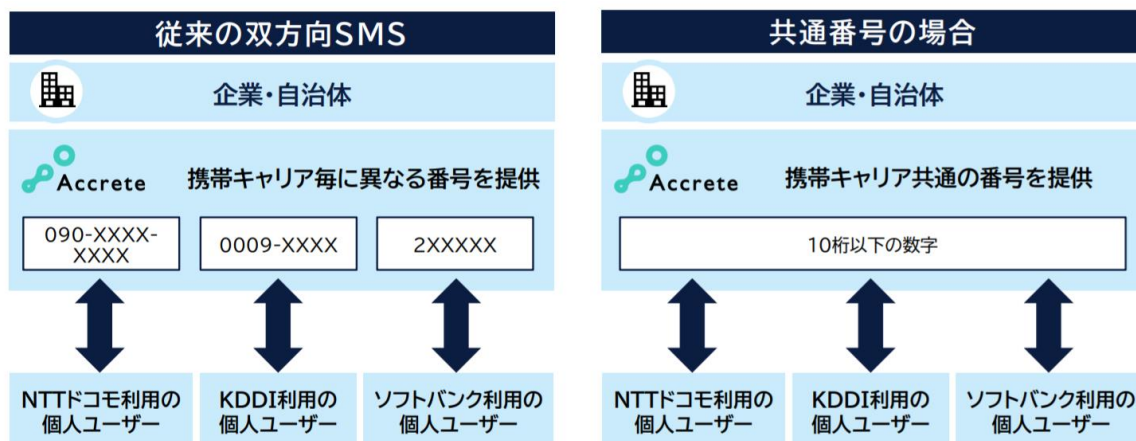 従来の双方向SMS
企業・自治体
Accrete
携帯キャリア毎に異なる番号を提供
090-XXXX-
XXXX
0009-XXXX
2XXXXX
NTTドコモ利用の
個人ユーザー
KDDI利用の
個人ユーザー
ソフトバンク利用の
個人ユーザー
共通番号の場合
企業・自治体
Accrete
携帯キャリア共通の番号を提供
10桁以下の数字
NTTドコモ利用の
個人ユーザー
KDDI利用の
個人ユーザー
ソフトバンク利用の
個人ユーザー